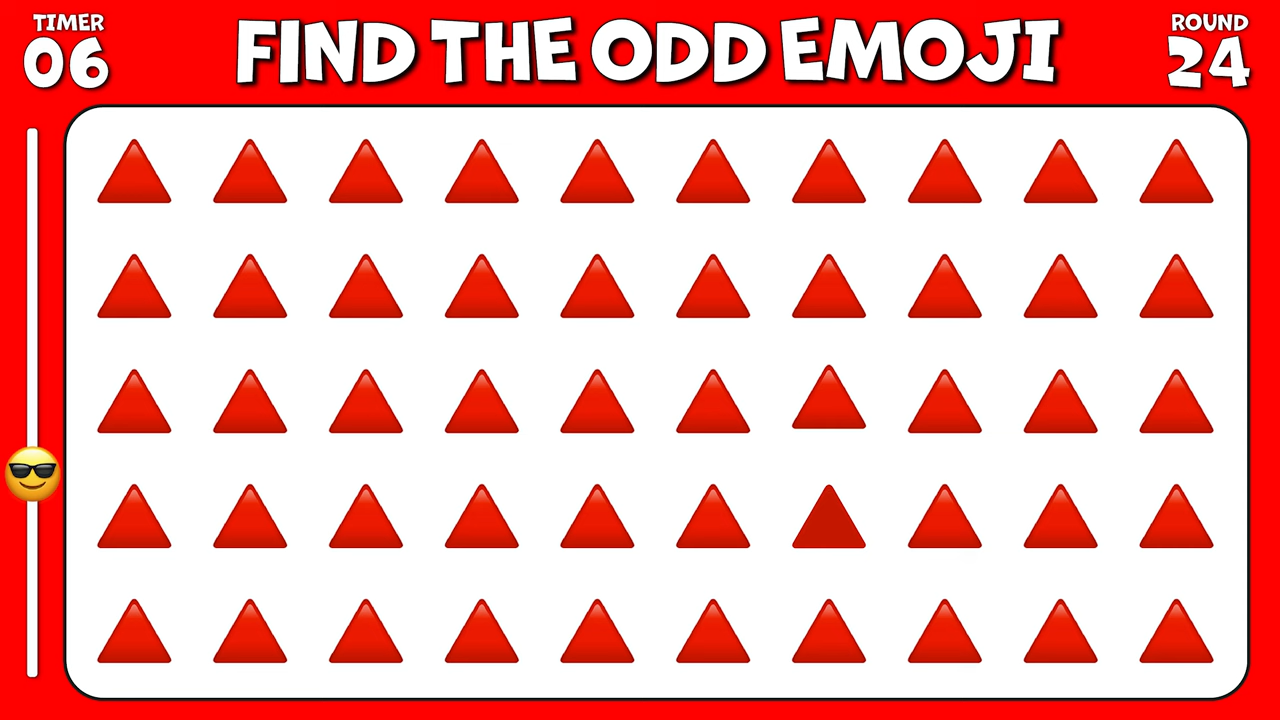 TIMER
06
FIND THE ODD EMOJI
ROUND
24